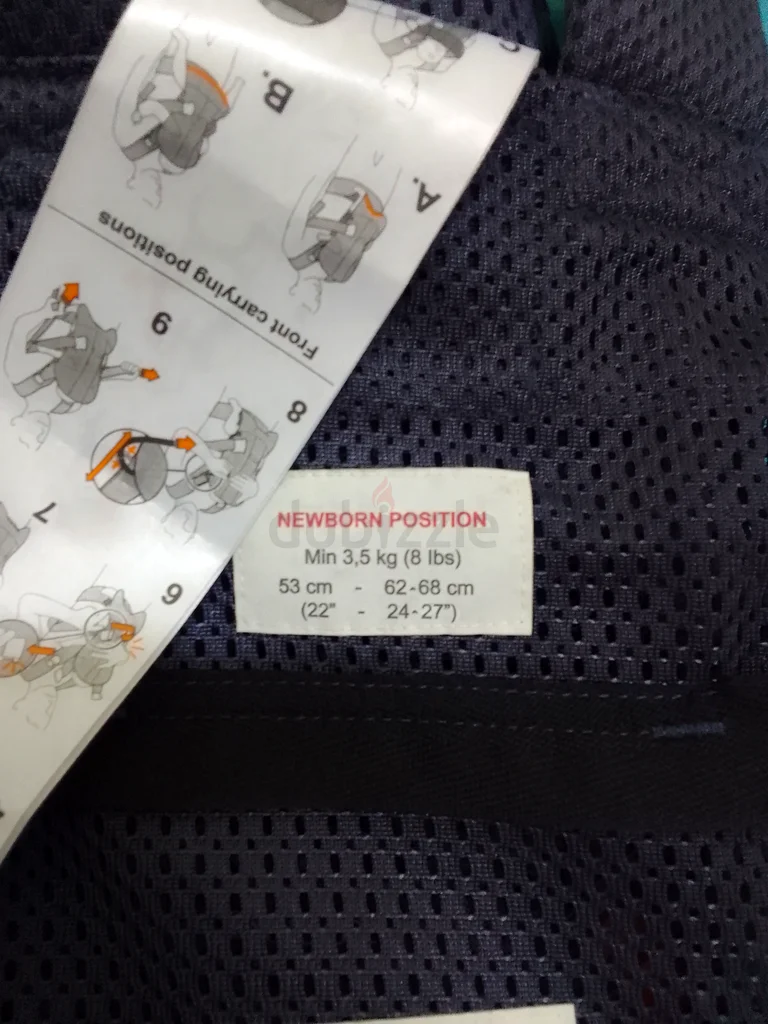 B.
A.
Front carrying positions
9
8
7
6
NEWBORN POSITION
Min 3,5 kg (8 lbs)
53 cm - 62-68 cm
(22" - 24-27")
dubizzle